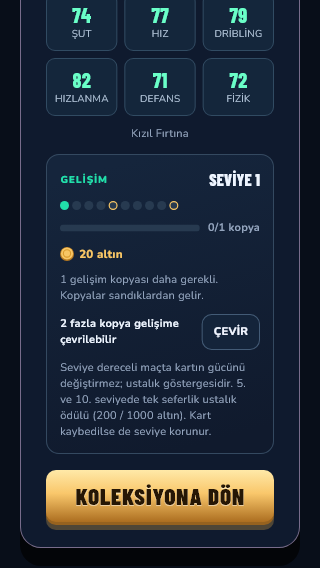 74 77 79
ŞUT HIZ DRİBLİNG
82 71 72
HIZLANMA DEFANS FİZİK
Kızıl Fırtına
GELİŞİM SEVİYE 1
0/1 kopya
20 altın
1 gelişim kopyası daha gerekli.
Kopyalar sandıklardan gelir.
2 fazla kopya gelişime
çevrilebilir
ÇEVİR
Seviye dereceli maçta kartın gücünü
değiştirmez; ustalık göstergesidir. 5.
ve 10. seviyede tek seferlik ustalık
ödülü (200 / 1000 altın). Kart
kaybedilse de seviye korunur.
KOLEKSİYONA DÖN